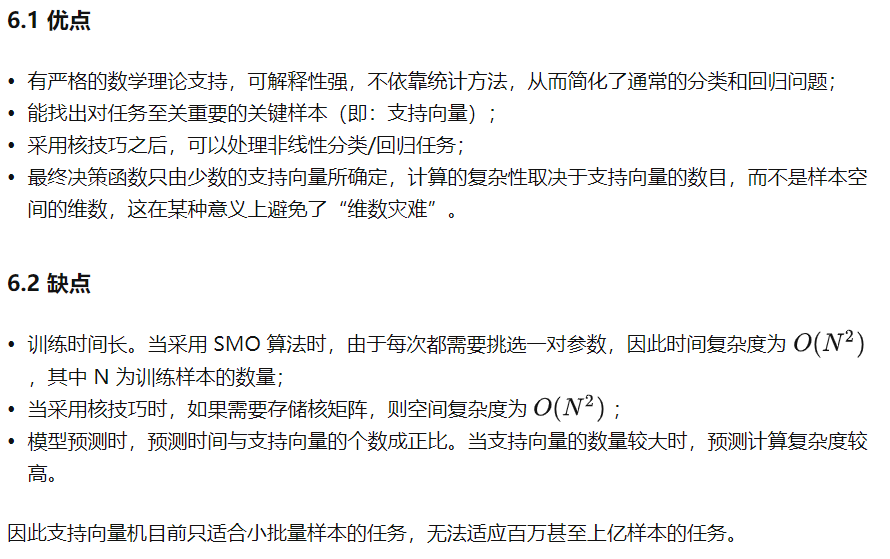 6.1 优点
• 有严格的数学理论支持，可解释性强，不依靠统计方法，从而简化了通常的分类和回归问题；
• 能找出对任务至关重要的关键样本（即：支持向量）；
• 采用核技巧之后，可以处理非线性分类/回归任务；
• 最终决策函数只由少数的支持向量所确定，计算的复杂性取决于支持向量的数目，而不是样本空
间的维数，这在某种意义上避免了“维数灾难”。
6.2 缺点
• 训练时间长。当采用 SMO 算法时，由于每次都需要挑选一对参数，因此时间复杂度为 O(N²)
，其中 N 为训练样本的数量；
• 当采用核技巧时，如果需要存储核矩阵，则空间复杂度为 O(N²) ；
• 模型预测时，预测时间与支持向量的个数成正比。当支持向量的数量较大时，预测计算复杂度较
高。
因此支持向量机目前只适合小批量样本的任务，无法适应百万甚至上亿样本的任务。